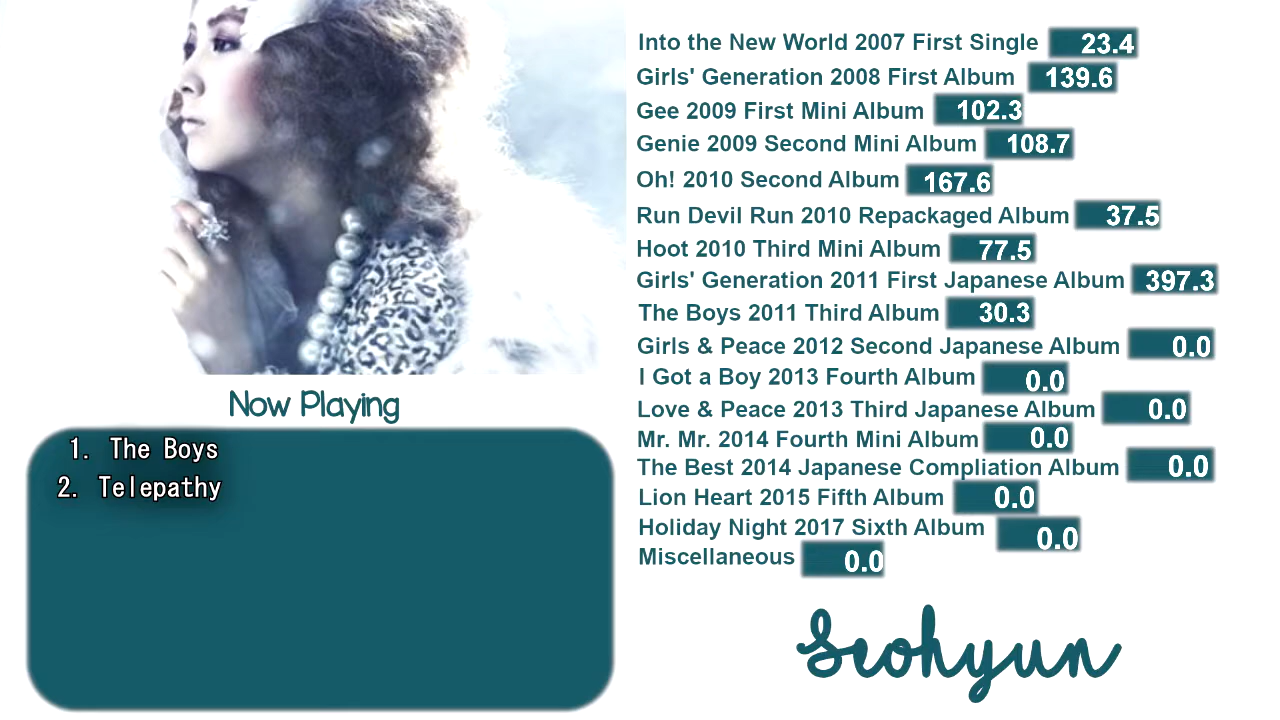 Into the New World 2007 First Single 23.4
Girls' Generation 2008 First Album 139.6
Gee 2009 First Mini Album 102.3
Genie 2009 Second Mini Album 108.7
Oh! 2010 Second Album 167.6
Run Devil Run 2010 Repackaged Album 37.5
Hoot 2010 Third Mini Album 77.5
Girls' Generation 2011 First Japanese Album 397.3
The Boys 2011 Third Album 30.3
Girls & Peace 2012 Second Japanese Album 0.0
I Got a Boy 2013 Fourth Album 0.0
Love & Peace 2013 Third Japanese Album 0.0
Mr. Mr. 2014 Fourth Mini Album 0.0
The Best 2014 Japanese Compliation Album 0.0
Lion Heart 2015 Fifth Album 0.0
Holiday Night 2017 Sixth Album 0.0
Miscellaneous 0.0
Now Playing
1. The Boys
2. Telepathy
Seohyun